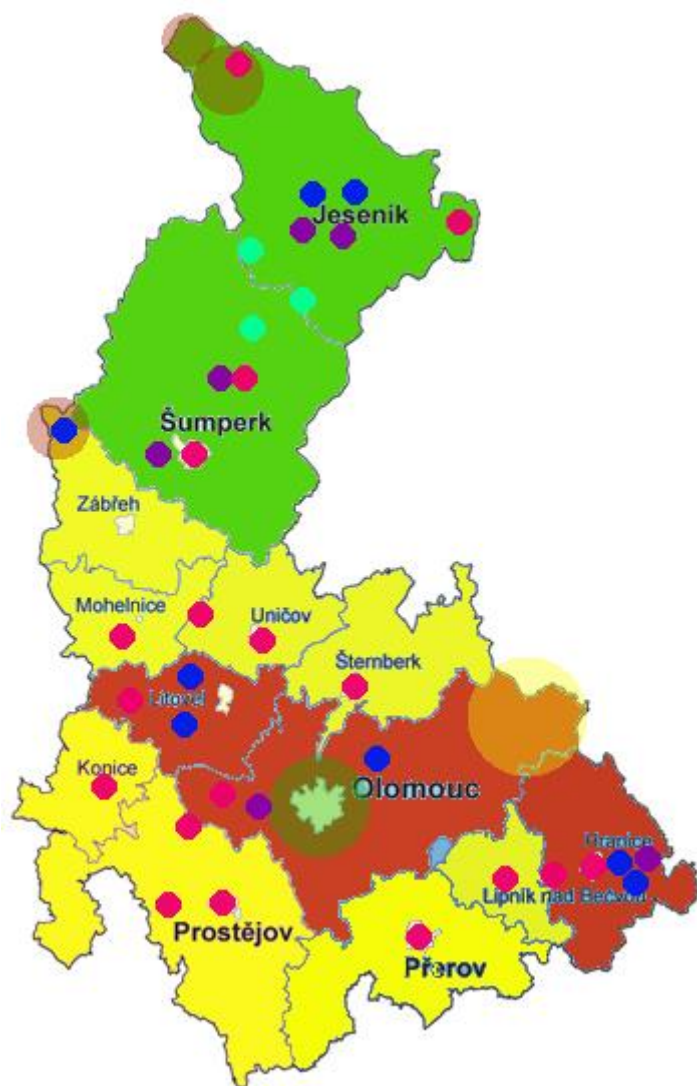 Jeseník
Šumperk
Zábřeh
Mohelnice
Uničov
Šternberk
Litovel
Konice
Olomouc
Hranice
Lipník nad Bečvou
Prostějov
Přerov